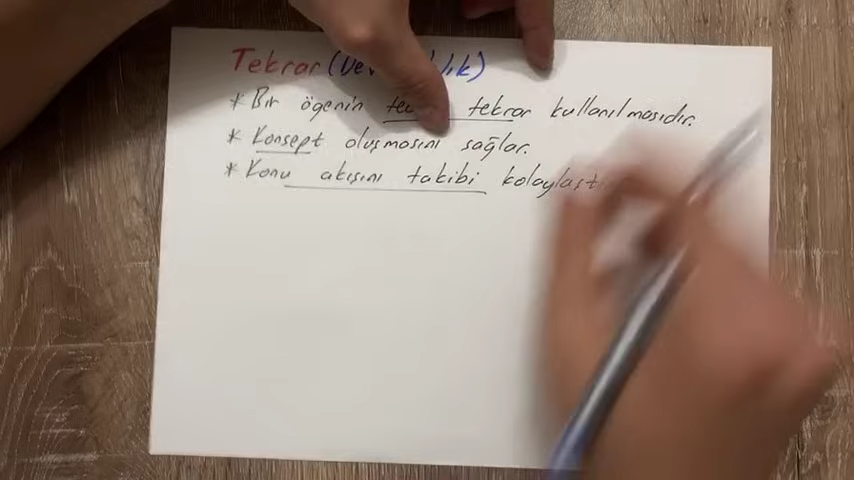 Tekrar
* Bir ögenin tekrar kullanılmasıdır.
* Konsept oluşmasını sağlar.
* Konu akışını takibi